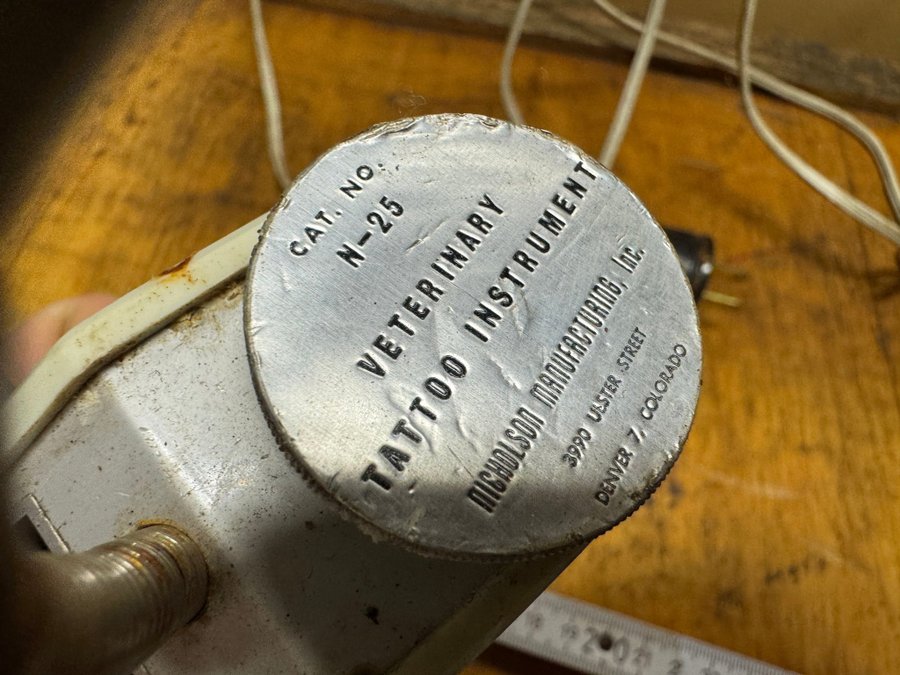 CAT. NO.
N-25
VETERINARY
TATTOO INSTRUMENT
NICHOLSON MANUFACTURING, Inc.
3990 ULSTER STREET
DENVER 7, COLORADO